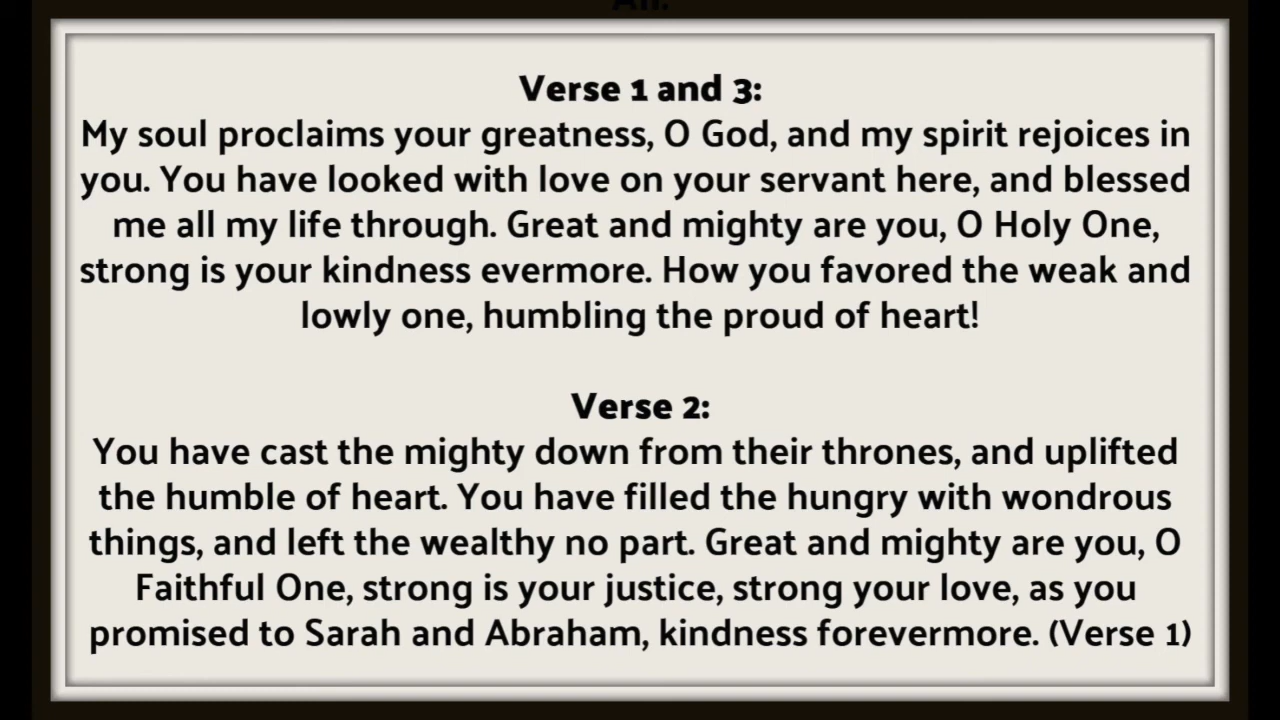 All:
Verse 1 and 3:
My soul proclaims your greatness, O God, and my spirit rejoices in
you. You have looked with love on your servant here, and blessed
me all my life through. Great and mighty are you, O Holy One,
strong is your kindness evermore. How you favored the weak and
lowly one, humbling the proud of heart!
Verse 2:
You have cast the mighty down from their thrones, and uplifted
the humble of heart. You have filled the hungry with wondrous
things, and left the wealthy no part. Great and mighty are you, O
Faithful One, strong is your justice, strong your love, as you
promised to Sarah and Abraham, kindness forevermore. (Verse 1)